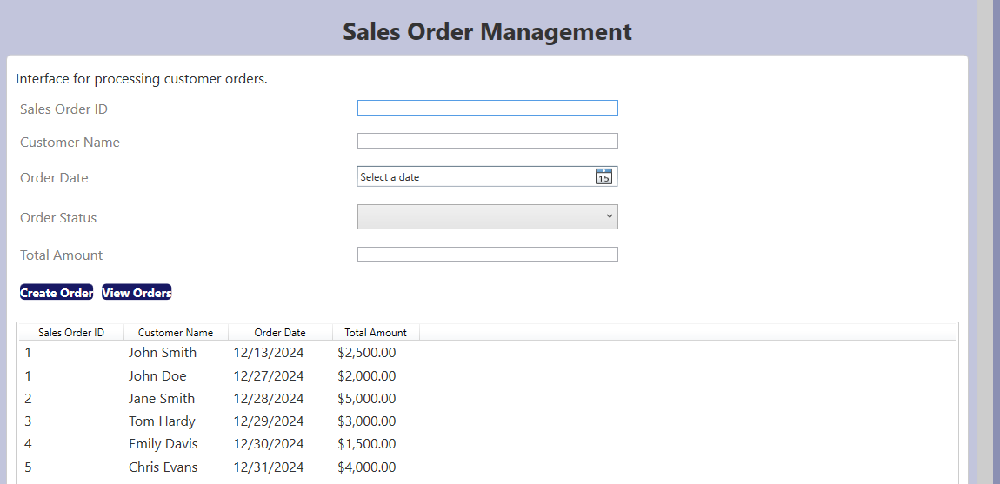 Sales Order Management
Interface for processing customer orders.
Sales Order ID
Customer Name
Order Date
Select a date
15
Order Status
Total Amount
Create Order View Orders
Sales Order ID Customer Name Order Date Total Amount
1 John Smith 12/13/2024 $2,500.00
1 John Doe 12/27/2024 $2,000.00
2 Jane Smith 12/28/2024 $5,000.00
3 Tom Hardy 12/29/2024 $3,000.00
4 Emily Davis 12/30/2024 $1,500.00
5 Chris Evans 12/31/2024 $4,000.00